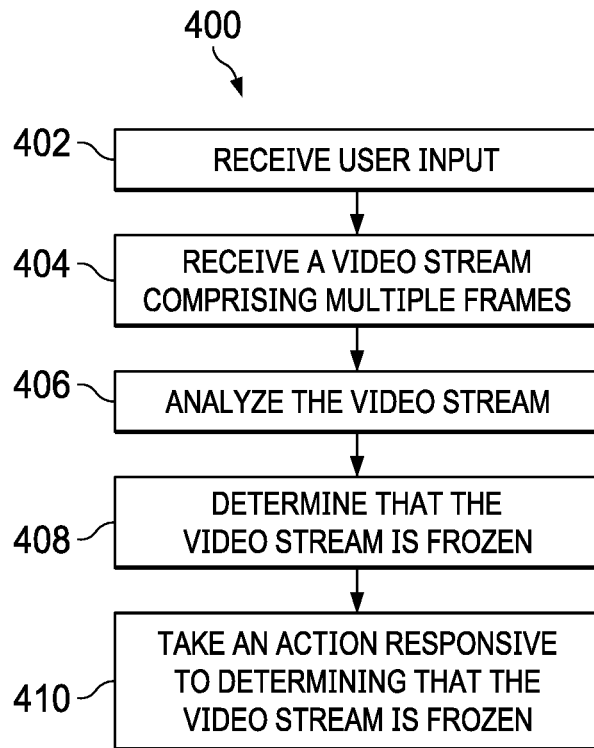 400
402
RECEIVE USER INPUT
404
RECEIVE A VIDEO STREAM
COMPRISING MULTIPLE FRAMES
406
ANALYZE THE VIDEO STREAM
408
DETERMINE THAT THE
VIDEO STREAM IS FROZEN
410
TAKE AN ACTION RESPONSIVE
TO DETERMINING THAT THE
VIDEO STREAM IS FROZEN